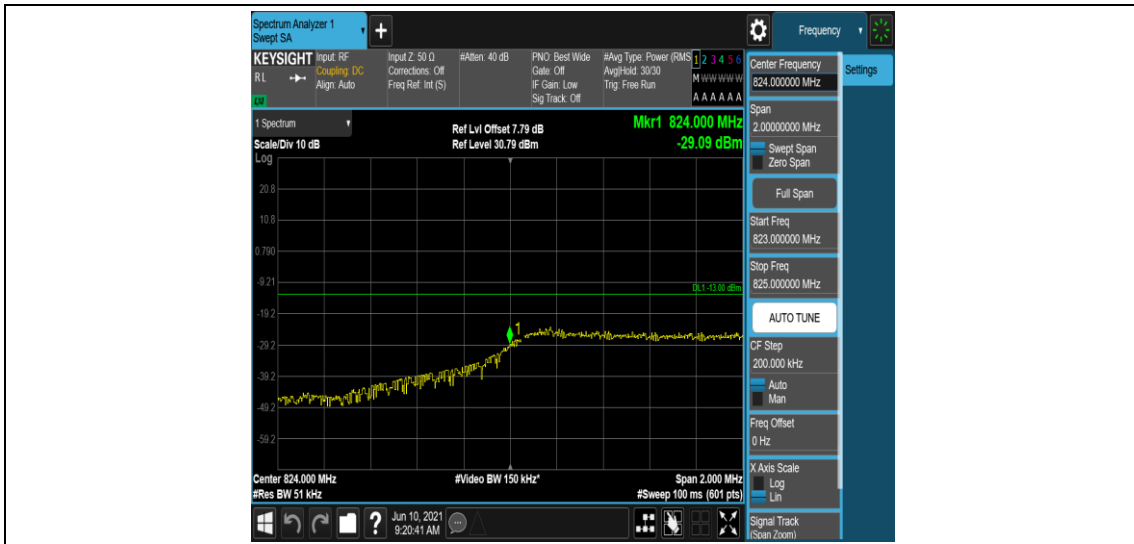 Spectrum Analyzer 1
Swept SA
+
Frequency
KEYSIGHT
RL
LXI
Input: RF
Coupling: DC
Align: Auto
Input Z: 50 Ω
Corrections: Off
Freq Ref: Int (S)
#Atten: 40 dB
PNO: Best Wide
Gate: Off
IF Gain: Low
Sig Track: Off
#Avg Type: Power (RMS
Avg|Hold: 30/30
Trig: Free Run
1 2 3 4 5 6
M W W W W W
A A A A A A
1 Spectrum
Scale/Div 10 dB
Ref Lvl Offset 7.79 dB
Ref Level 30.79 dBm
Mkr1 824.000 MHz
-29.09 dBm
Log
20.8
10.8
0.790
-9.21
DL1 -13.00 dBm
-19.2
1
-29.2
-39.2
-49.2
-59.2
Center 824.000 MHz
#Res BW 51 kHz
#Video BW 150 kHz*
Span 2.000 MHz
#Sweep 100 ms (601 pts)
?
Jun 10, 2021
9:20:41 AM
Center Frequency
824.000000 MHz
Settings
Span
2.00000000 MHz
Swept Span
Zero Span
Full Span
Start Freq
823.000000 MHz
Stop Freq
825.000000 MHz
AUTO TUNE
CF Step
200.000 kHz
Auto
Man
Freq Offset
0 Hz
X Axis Scale
Log
Lin
Signal Track
(Span Zoom)